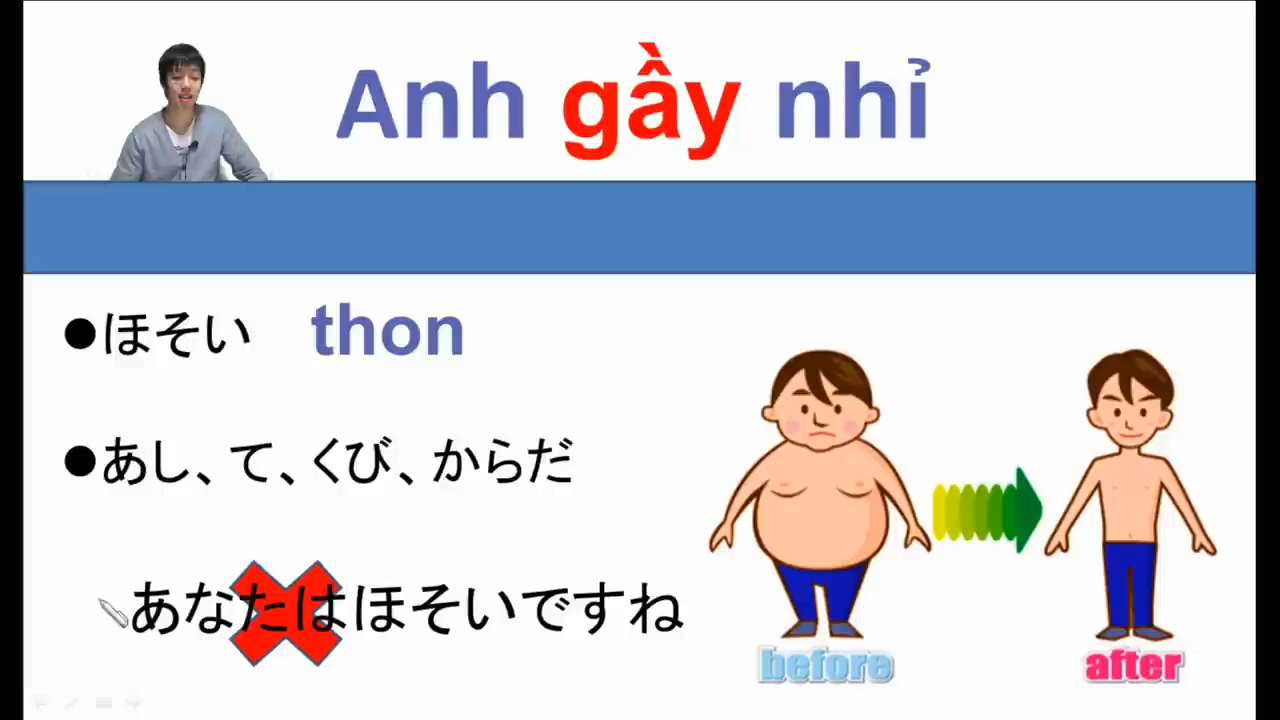 Anh gầy nhỉ
●ほそい thon
●あし、て、くび、からだ
あなたはほそいですね
before
after